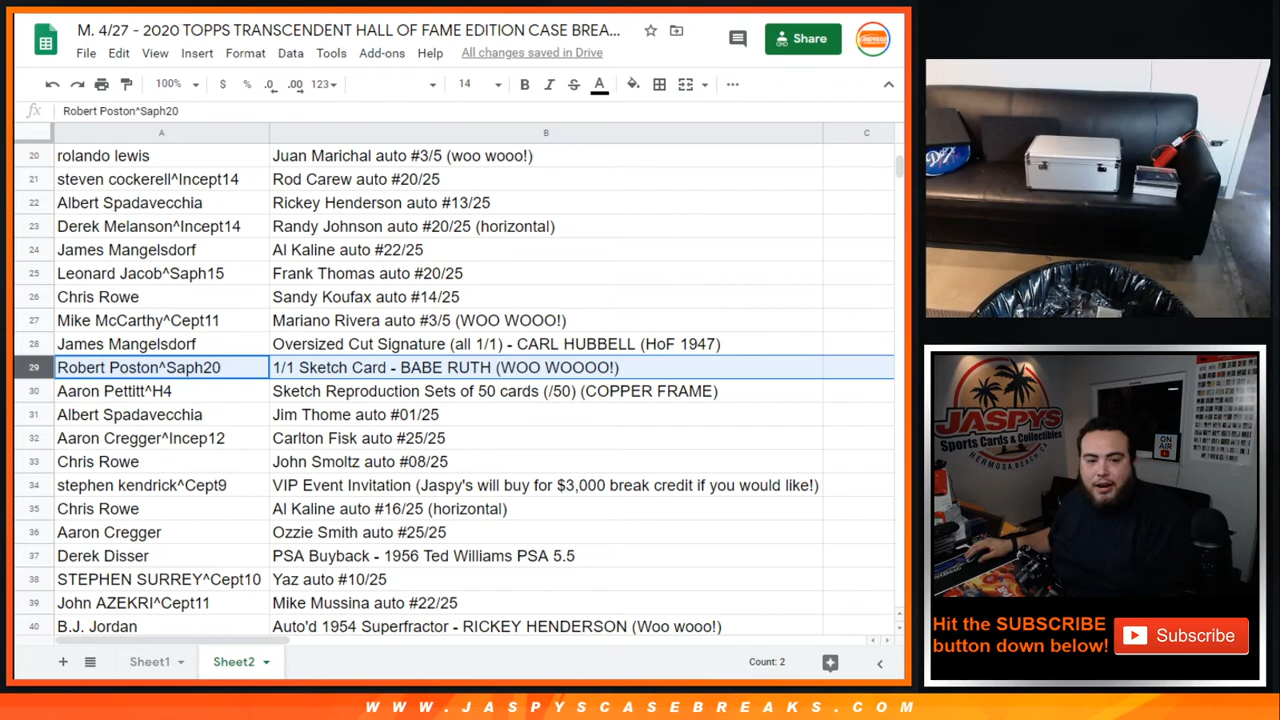 M. 4/27 - 2020 TOPPS TRANSCENDENT HALL OF FAME EDITION CASE BREA...
Share
File Edit View Insert Format Data Tools Add-ons Help All changes saved in Drive
100% $ % .0 .00 123 14 B I S A
fx Robert Poston^Saph20
A B C
20 rolando lewis Juan Marichal auto #3/5 (woo wooo!)
21 steven cockerell^Incept14 Rod Carew auto #20/25
22 Albert Spadavecchia Rickey Henderson auto #13/25
23 Derek Melanson^Incept14 Randy Johnson auto #20/25 (horizontal)
24 James Mangelsdorf Al Kaline auto #22/25
25 Leonard Jacob^Saph15 Frank Thomas auto #20/25
26 Chris Rowe Sandy Koufax auto #14/25
27 Mike McCarthy^Cept11 Mariano Rivera auto #3/5 (WOO WOOO!)
28 James Mangelsdorf Oversized Cut Signature (all 1/1) - CARL HUBBELL (HoF 1947)
29 Robert Poston^Saph20 1/1 Sketch Card - BABE RUTH (WOO WOOOO!)
30 Aaron Pettitt^H4 Sketch Reproduction Sets of 50 cards (/50) (COPPER FRAME)
31 Albert Spadavecchia Jim Thome auto #01/25
32 Aaron Cregger^Incep12 Carlton Fisk auto #25/25
33 Chris Rowe John Smoltz auto #08/25
34 stephen kendrick^Cept9 VIP Event Invitation (Jaspy's will buy for $3,000 break credit if you would like!)
35 Chris Rowe Al Kaline auto #16/25 (horizontal)
36 Aaron Cregger Ozzie Smith auto #25/25
37 Derek Disser PSA Buyback - 1956 Ted Williams PSA 5.5
38 STEPHEN SURREY^Cept10 Yaz auto #10/25
39 John AZEKRI^Cept11 Mike Mussina auto #22/25
40 B.J. Jordan Auto'd 1954 Superfractor - RICKEY HENDERSON (Woo wooo!)
Sheet1 Sheet2 Count: 2
JASPYS
Sports Cards & Collectibles
HERMOSA BEACH, CA
ON AIR
Hit the SUBSCRIBE
button down below!
Subscribe
WWW.JASPYSCASEBREAKS.COM